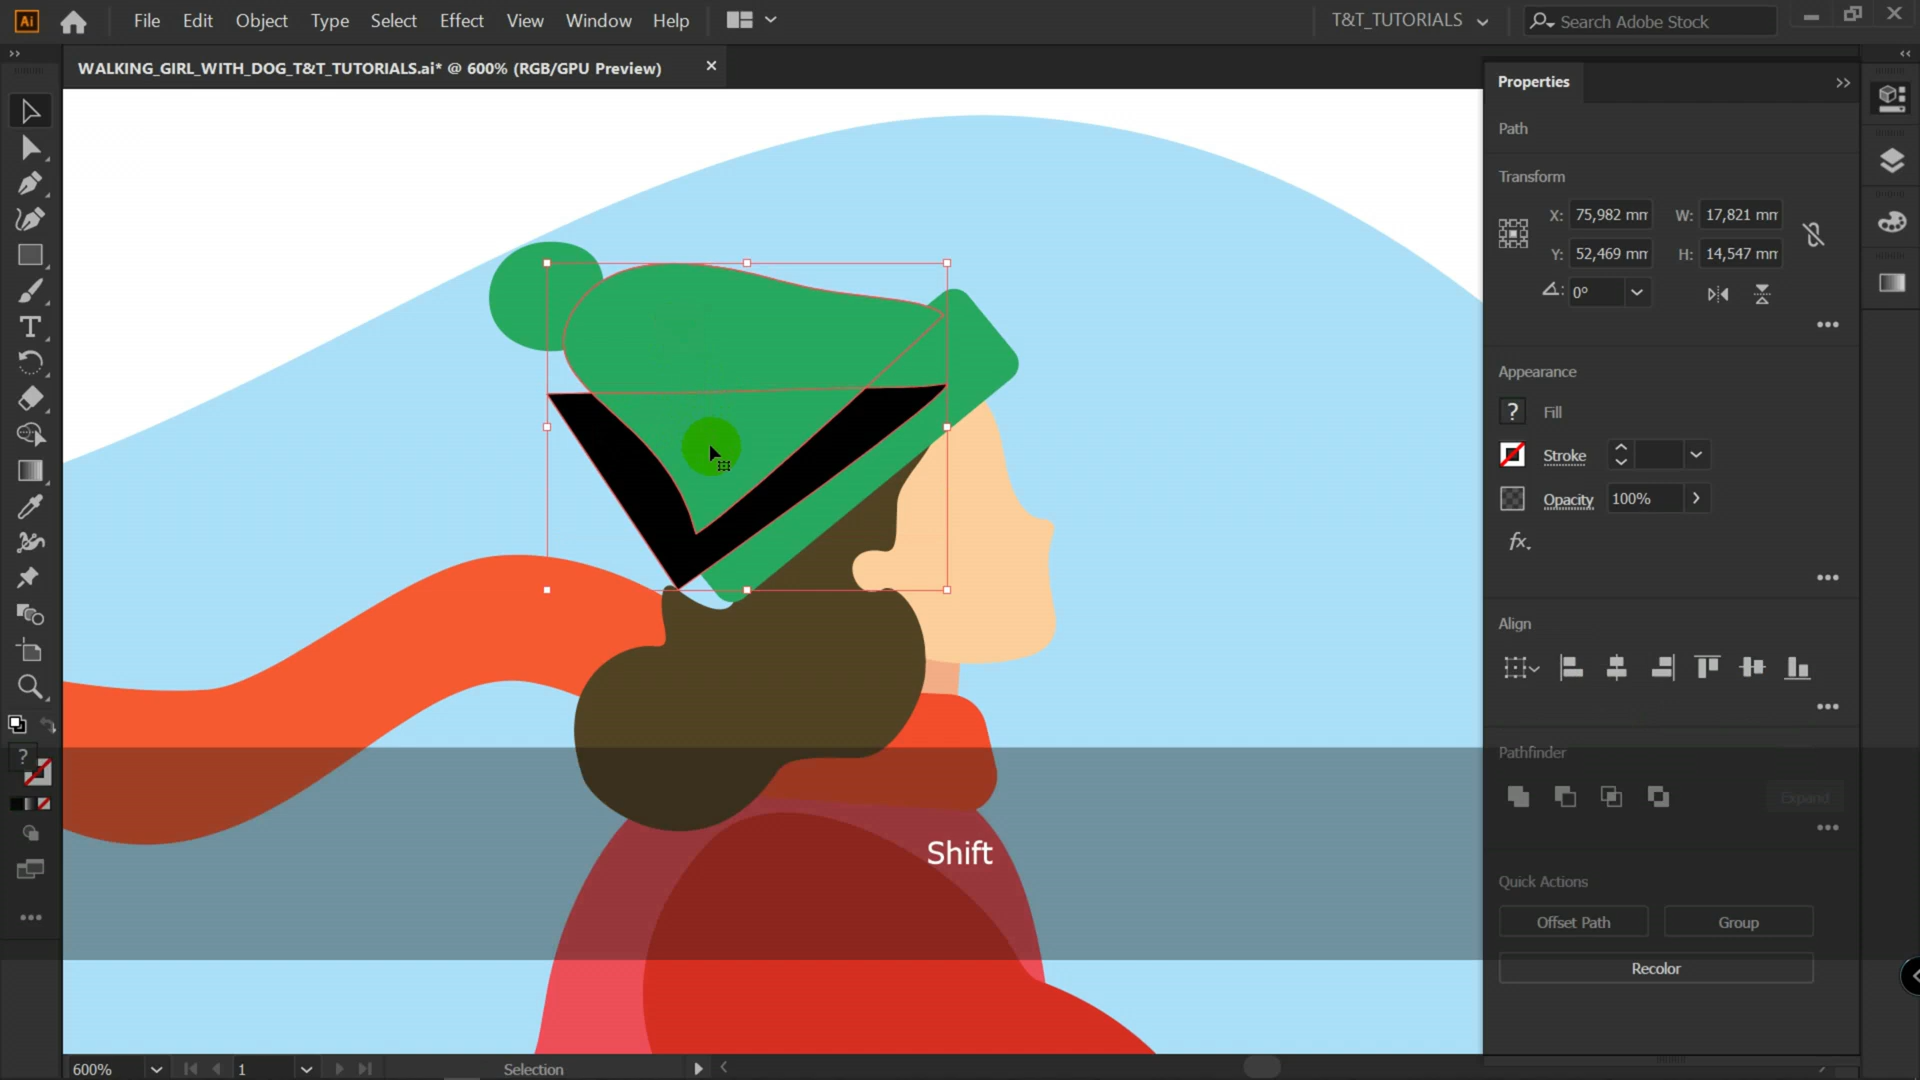 Ai File Edit Object Type Select Effect View Window Help T&T_TUTORIALS Search Adobe Stock
WALKING_GIRL_WITH_DOG_T&T_TUTORIALS.ai* @ 600% (RGB/GPU Preview)
Properties
Path
Transform
X: 75,982 mm W: 17,821 mm
Y: 52,469 mm H: 14,547 mm
0°
Appearance
? Fill
Stroke
Opacity 100%
fx.
Align
Pathfinder
Expand
?
Shift
Quick Actions
Offset Path Group
Recolor
600% 1 Selection